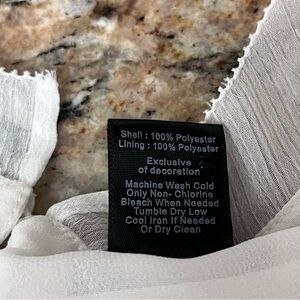 Shell : 100% Polyester
Lining : 100% Polyester
Exclusive
of decoration
Machine Wash Cold
Only Non- Chlorine
Bleach When Needed
Tumble Dry Low
Cool Iron If Needed
Or Dry Clean